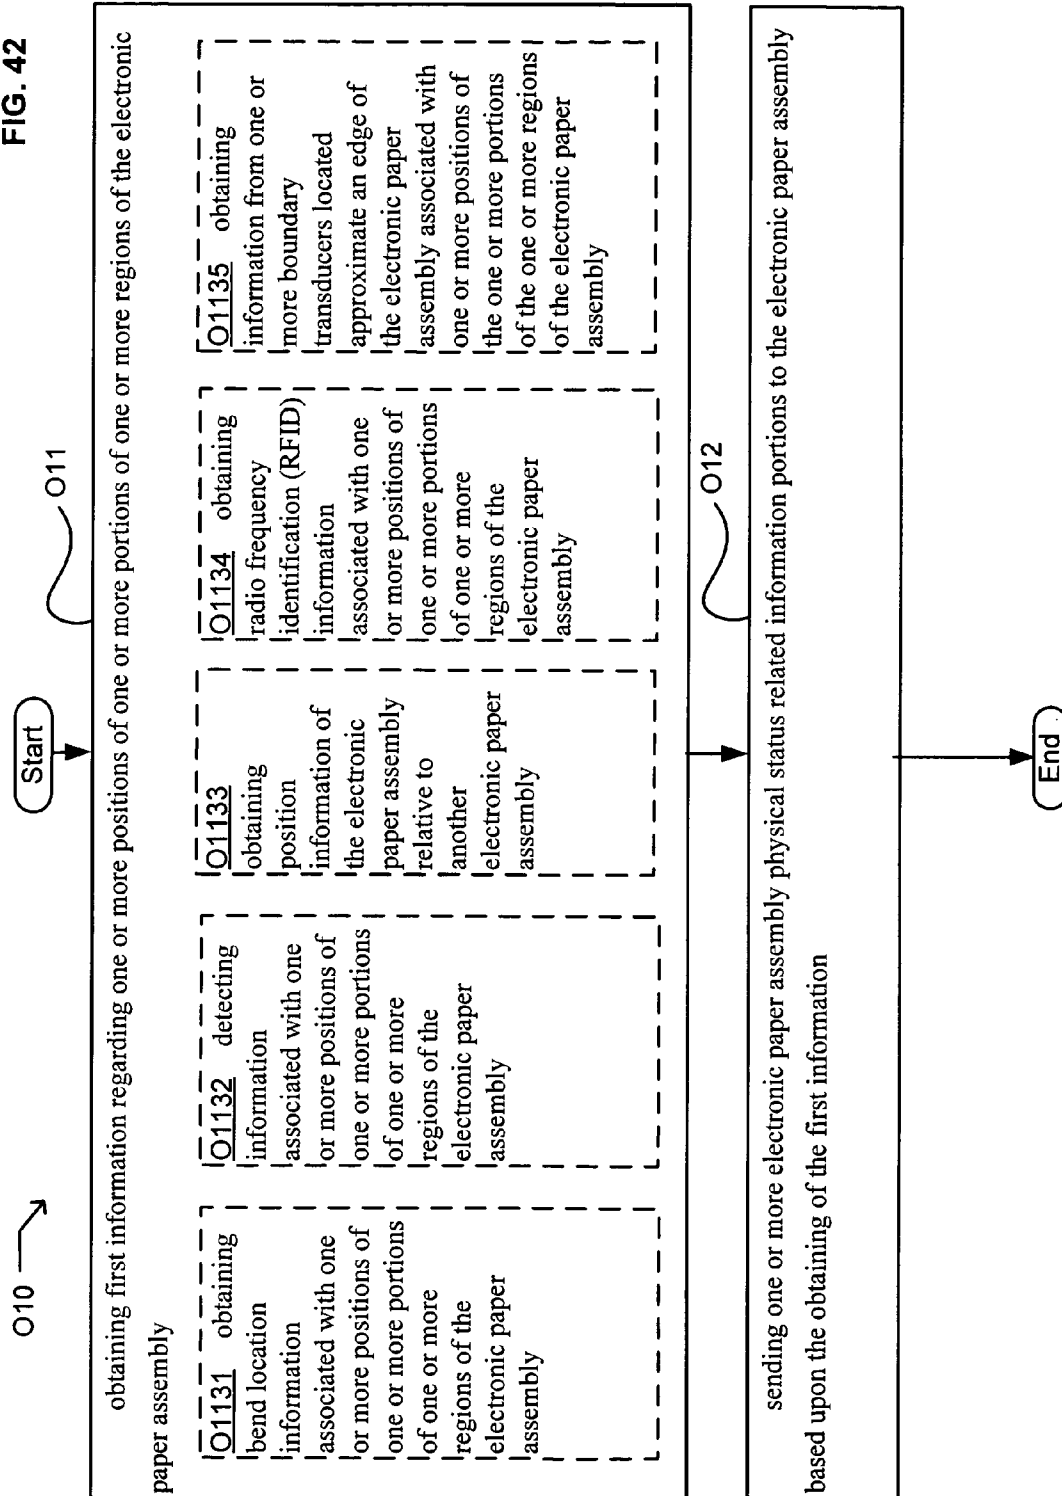 FIG. 42
O10
Start
O11
obtaining first information regarding one or more positions of one or more portions of one or more regions of the electronic
paper assembly
O1131 obtaining
bend location
information
associated with one
or more positions of
one or more portions
of one or more
regions of the
electronic paper
assembly
O1132 detecting
information
associated with one
or more positions of
one or more portions
of one or more
regions of the
electronic paper
assembly
O1133
obtaining
position
information of
the electronic
paper assembly
relative to
another
electronic paper
assembly
O1134 obtaining
radio frequency
identification (RFID)
information
associated with one
or more positions of
one or more portions
of one or more
regions of the
electronic paper
assembly
O1135 obtaining
information from one or
more boundary
transducers located
approximate an edge of
the electronic paper
assembly associated with
one or more positions of
the one or more portions
of the one or more regions
of the electronic paper
assembly
O12
sending one or more electronic paper assembly physical status related information portions to the electronic paper assembly
based upon the obtaining of the first information
End